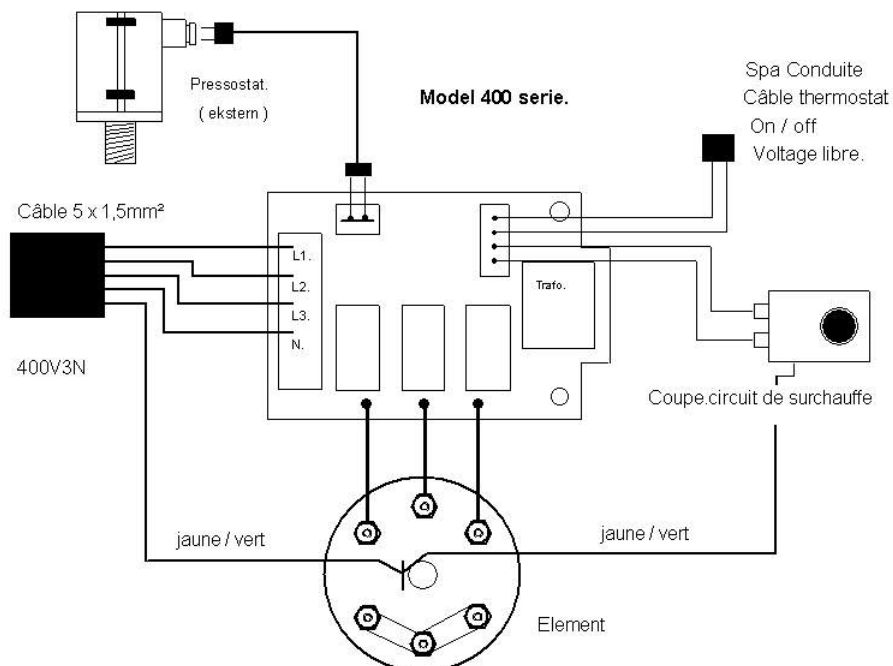 Pressostat.
( ekstern )
Model 400 serie.
Spa Conduite
Câble thermostat
On / off
Voltage libre.
Câble 5 x 1,5mm²
L1.
L2.
L3.
N.
Trafo.
400V3N
Coupe.circuit de surchauffe
jaune / vert
jaune / vert
Element